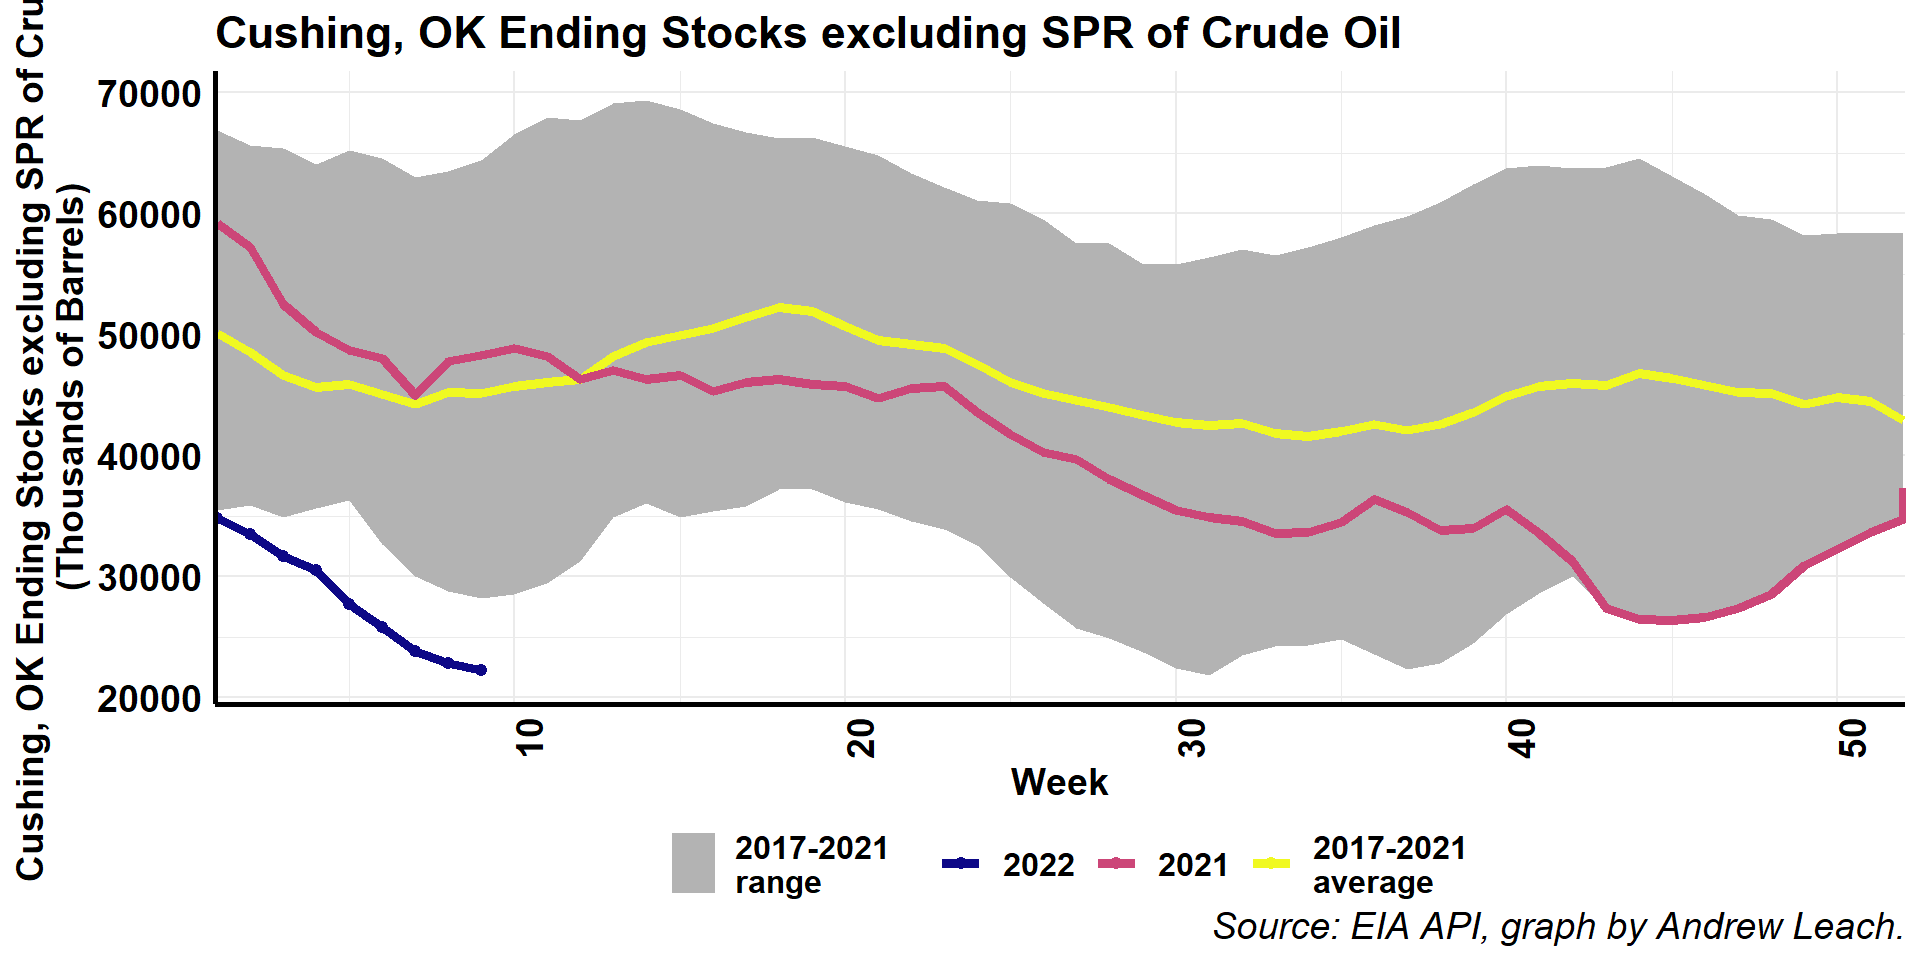 Cushing, OK Ending Stocks excluding SPR of Crude Oil
Cushing, OK Ending Stocks excluding SPR of
(Thousands of Barrels)
70000
60000
50000
40000
30000
20000
10
20
30
40
50
Week
2017-2021
range
2022
2021
2017-2021
average
Source: EIA API, graph by Andrew Leach.